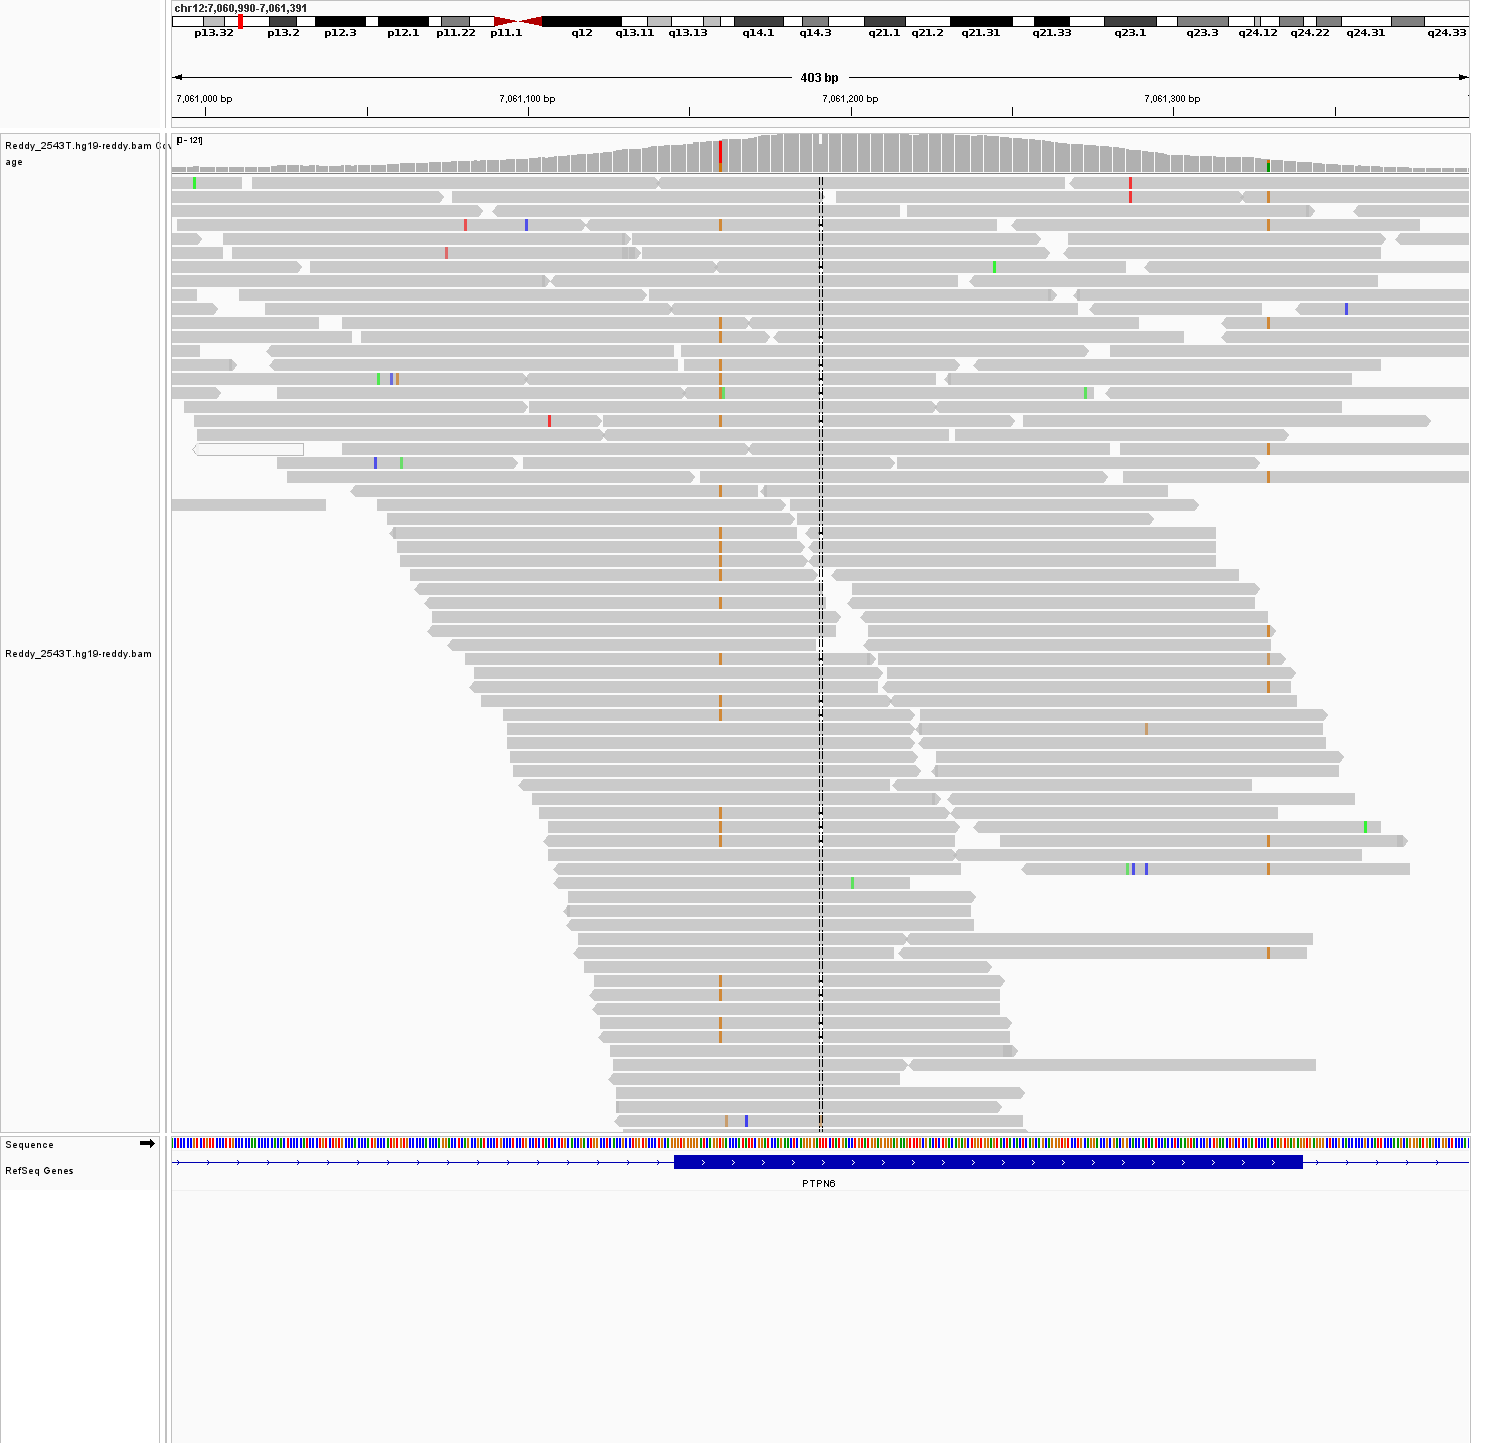 chr12:7,060,990-7,061,391
p13.32 p13.2 p12.3 p12.1 p11.22 p11.1 q12 q13.11 q13.13 q14.1 q14.3 q21.1 q21.2 q21.31 q21.33 q23.1 q23.3 q24.12 q24.22 q24.31 q24.33
403 bp
7,061,000 bp 7,061,100 bp 7,061,200 bp 7,061,300 bp
Reddy_2543T.hg19-reddy.bam Cov
age
[0 - 121]
Reddy_2543T.hg19-reddy.bam
Sequence
RefSeq Genes
PTPN6